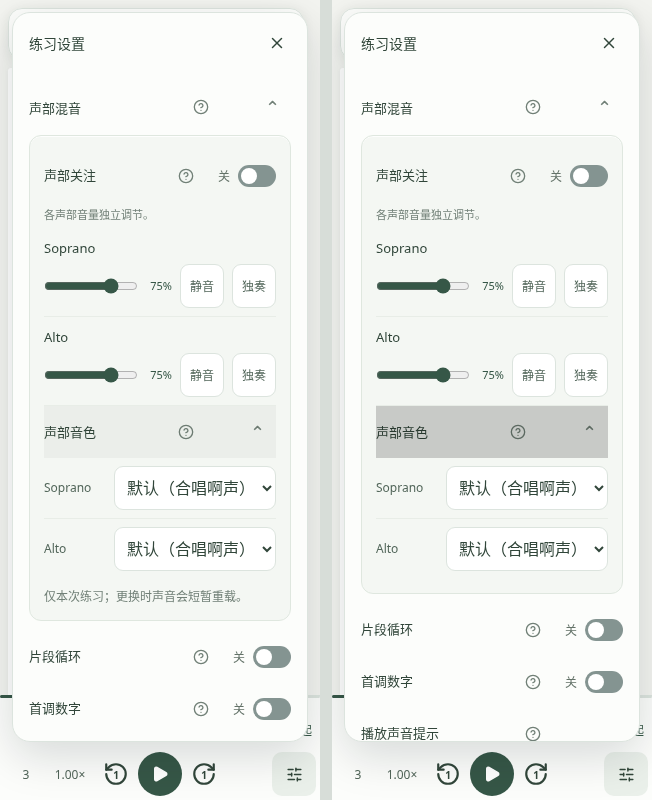 练习设置
声部混音
声部关注
关
各声部音量独立调节。
Soprano
75%
静音
独奏
Alto
75%
静音
独奏
声部音色
Soprano
默认（合唱啊声）
Alto
默认（合唱啊声）
仅本次练习；更换时声音会短暂重载。
片段循环
关
首调数字
关
起
3
1.00×
1
1
练习设置
声部混音
声部关注
关
各声部音量独立调节。
Soprano
75%
静音
独奏
Alto
75%
静音
独奏
声部音色
Soprano
默认（合唱啊声）
Alto
默认（合唱啊声）
片段循环
关
首调数字
关
播放声音提示
起
3
1.00×
1
1